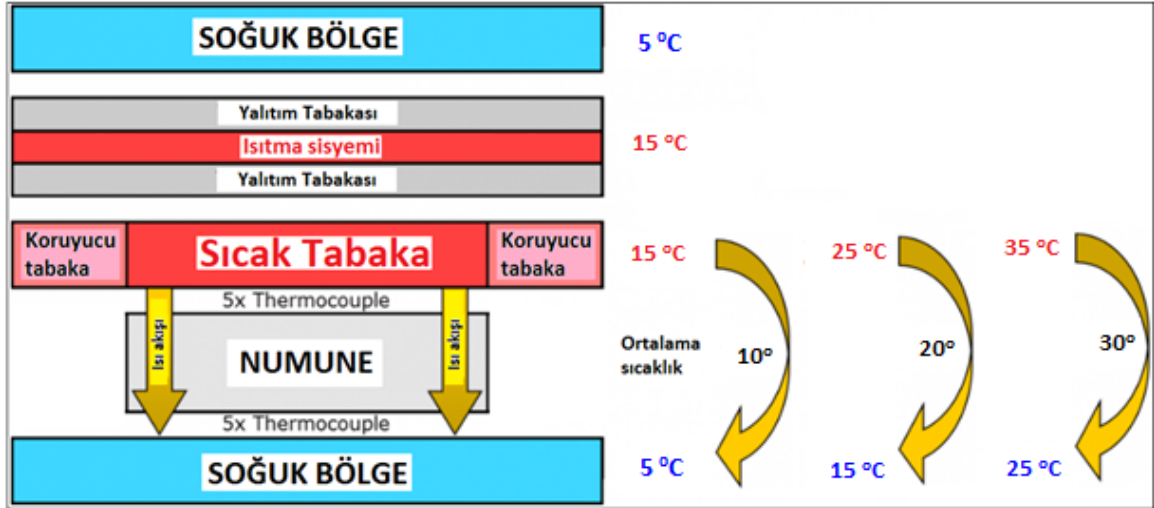 SOĞUK BÖLGE
5 °C
Yalıtım Tabakası
Isıtma sisyemi
15 °C
Yalıtım Tabakası
Koruyucu
tabaka
Sıcak Tabaka
Koruyucu
tabaka
15 °C
25 °C
35 °C
5x Thermocouple
Isı akışı
NUMUNE
Isı akışı
Ortalama
sıcaklık
10°
20°
30°
5x Thermocouple
SOĞUK BÖLGE
5 °C
15 °C
25 °C